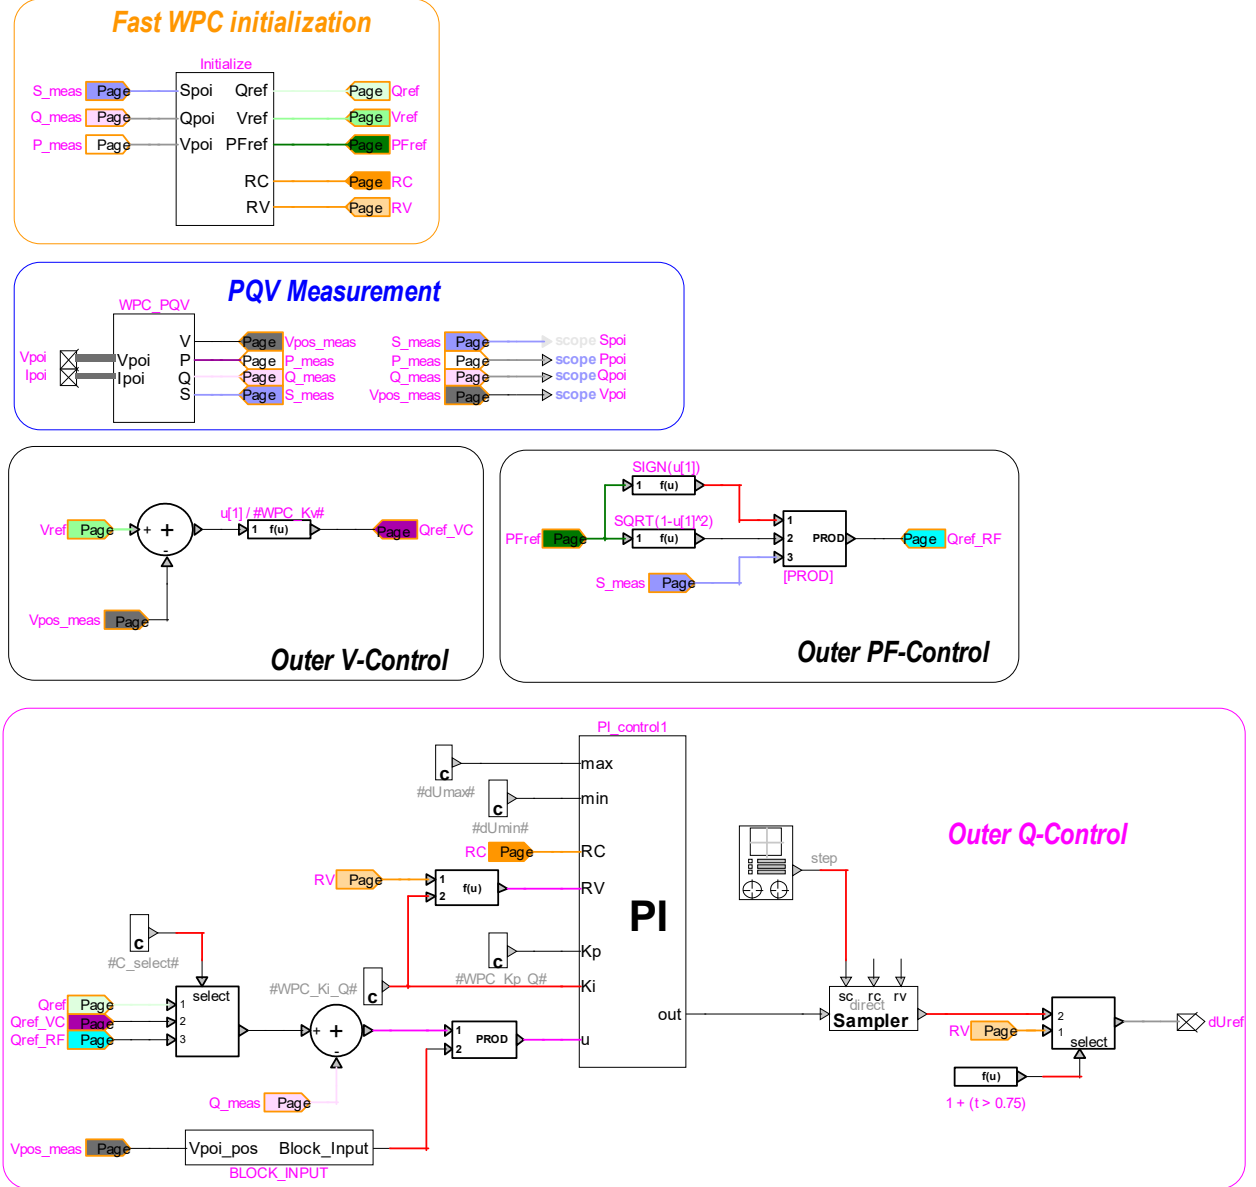 Fast WPC initialization
Initialize
S_meas Page Spoi Qref Page Qref
Q_meas Page Qpoi Vref Page Vref
P_meas Page Vpoi PFref Page PFref
RC Page RC
RV Page RV
PQV Measurement
WPC_PQV
V Page Vpos_meas S_meas Page scope Spoi
Vpoi Vpoi P Page P_meas P_meas Page scope Ppoi
Ipoi Ipoi Q Page Q_meas Q_meas Page scope Qpoi
S Page S_meas Vpos_meas Page scope Vpoi
u[1] / #WPC_Kv#
Vref Page + + 1 f(u) Page Qref_VC
-
Vpos_meas Page
Outer V-Control
SIGN(u[1])
1 f(u)
SQRT(1-u[1]^2)
PFref Page 1 f(u) 1 2 3 PROD Page Qref_RF
S_meas Page [PROD]
Outer PF-Control
PI_control1
c max
#dUmax#
c min
#dUmin#
Outer Q-Control
RC Page RC
step
RV Page 1 f(u) RV
2
PI
c
#C_select#
c Kp
#WPC_Kp_Q#
#WPC_Ki_Q# c Ki
select
Qref Page 1
Qref_VC Page 2
Qref_RF Page 3
+ + 1 PROD u
- 2
out
sc rc rv
direct
Sampler
2
RV Page 1
select
dUref
f(u)
1 + (t > 0.75)
Q_meas Page
Vpos_meas Page Vpoi_pos Block_Input
BLOCK_INPUT